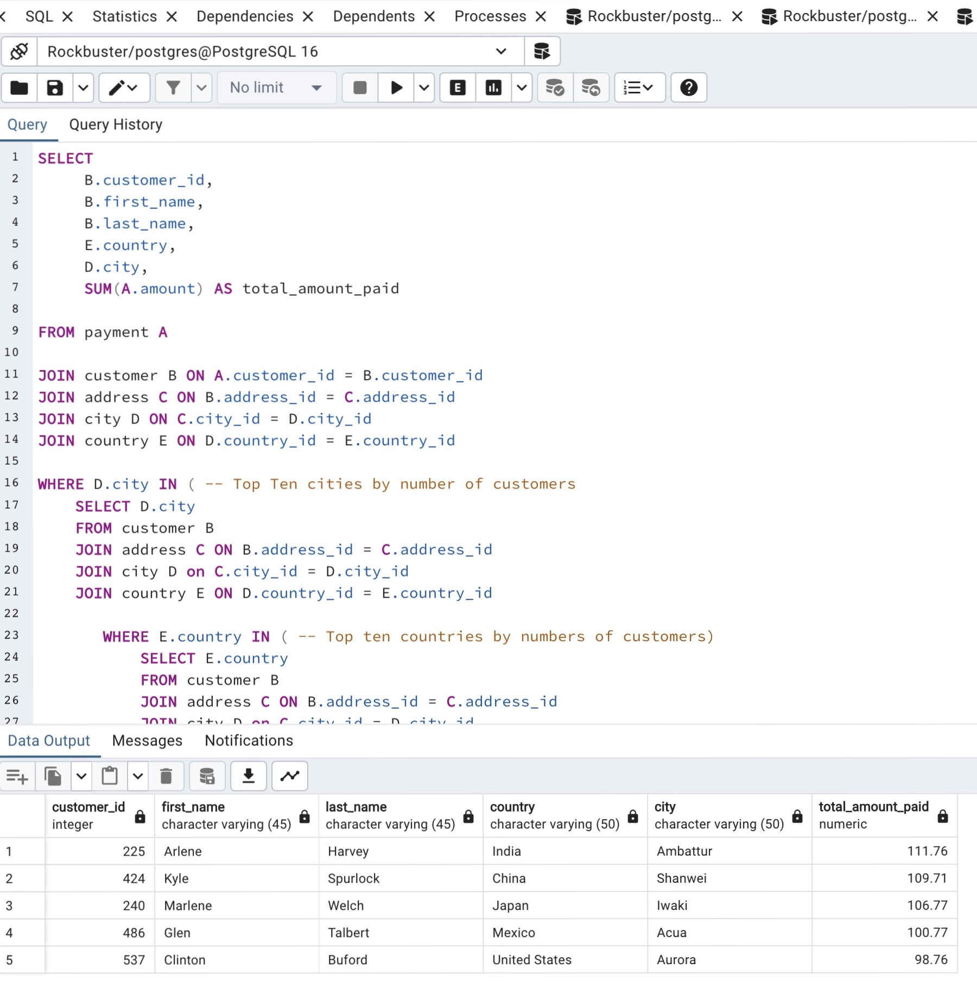 SQL Statistics Dependencies Dependents Processes Rockbuster/postg... Rockbuster/postg...
Rockbuster/postgres@PostgreSQL 16
No limit E
Query Query History
1 SELECT
2 B.customer_id,
3 B.first_name,
4 B.last_name,
5 E.country,
6 D.city,
7 SUM(A.amount) AS total_amount_paid
8
9 FROM payment A
10
11 JOIN customer B ON A.customer_id = B.customer_id
12 JOIN address C ON B.address_id = C.address_id
13 JOIN city D ON C.city_id = D.city_id
14 JOIN country E ON D.country_id = E.country_id
15
16 WHERE D.city IN ( -- Top Ten cities by number of customers
17 SELECT D.city
18 FROM customer B
19 JOIN address C ON B.address_id = C.address_id
20 JOIN city D on C.city_id = D.city_id
21 JOIN country E ON D.country_id = E.country_id
22
23 WHERE E.country IN ( -- Top ten countries by numbers of customers)
24 SELECT E.country
25 FROM customer B
26 JOIN address C ON B.address_id = C.address_id
27 JOIN city D on C.city_id = D.city_id
Data Output Messages Notifications
customer_id first_name last_name country city total_amount_paid
integer character varying (45) character varying (45) character varying (50) character varying (50) numeric
1 225 Arlene Harvey India Ambattur 111.76
2 424 Kyle Spurlock China Shanwei 109.71
3 240 Marlene Welch Japan Iwaki 106.77
4 486 Glen Talbert Mexico Acua 100.77
5 537 Clinton Buford United States Aurora 98.76